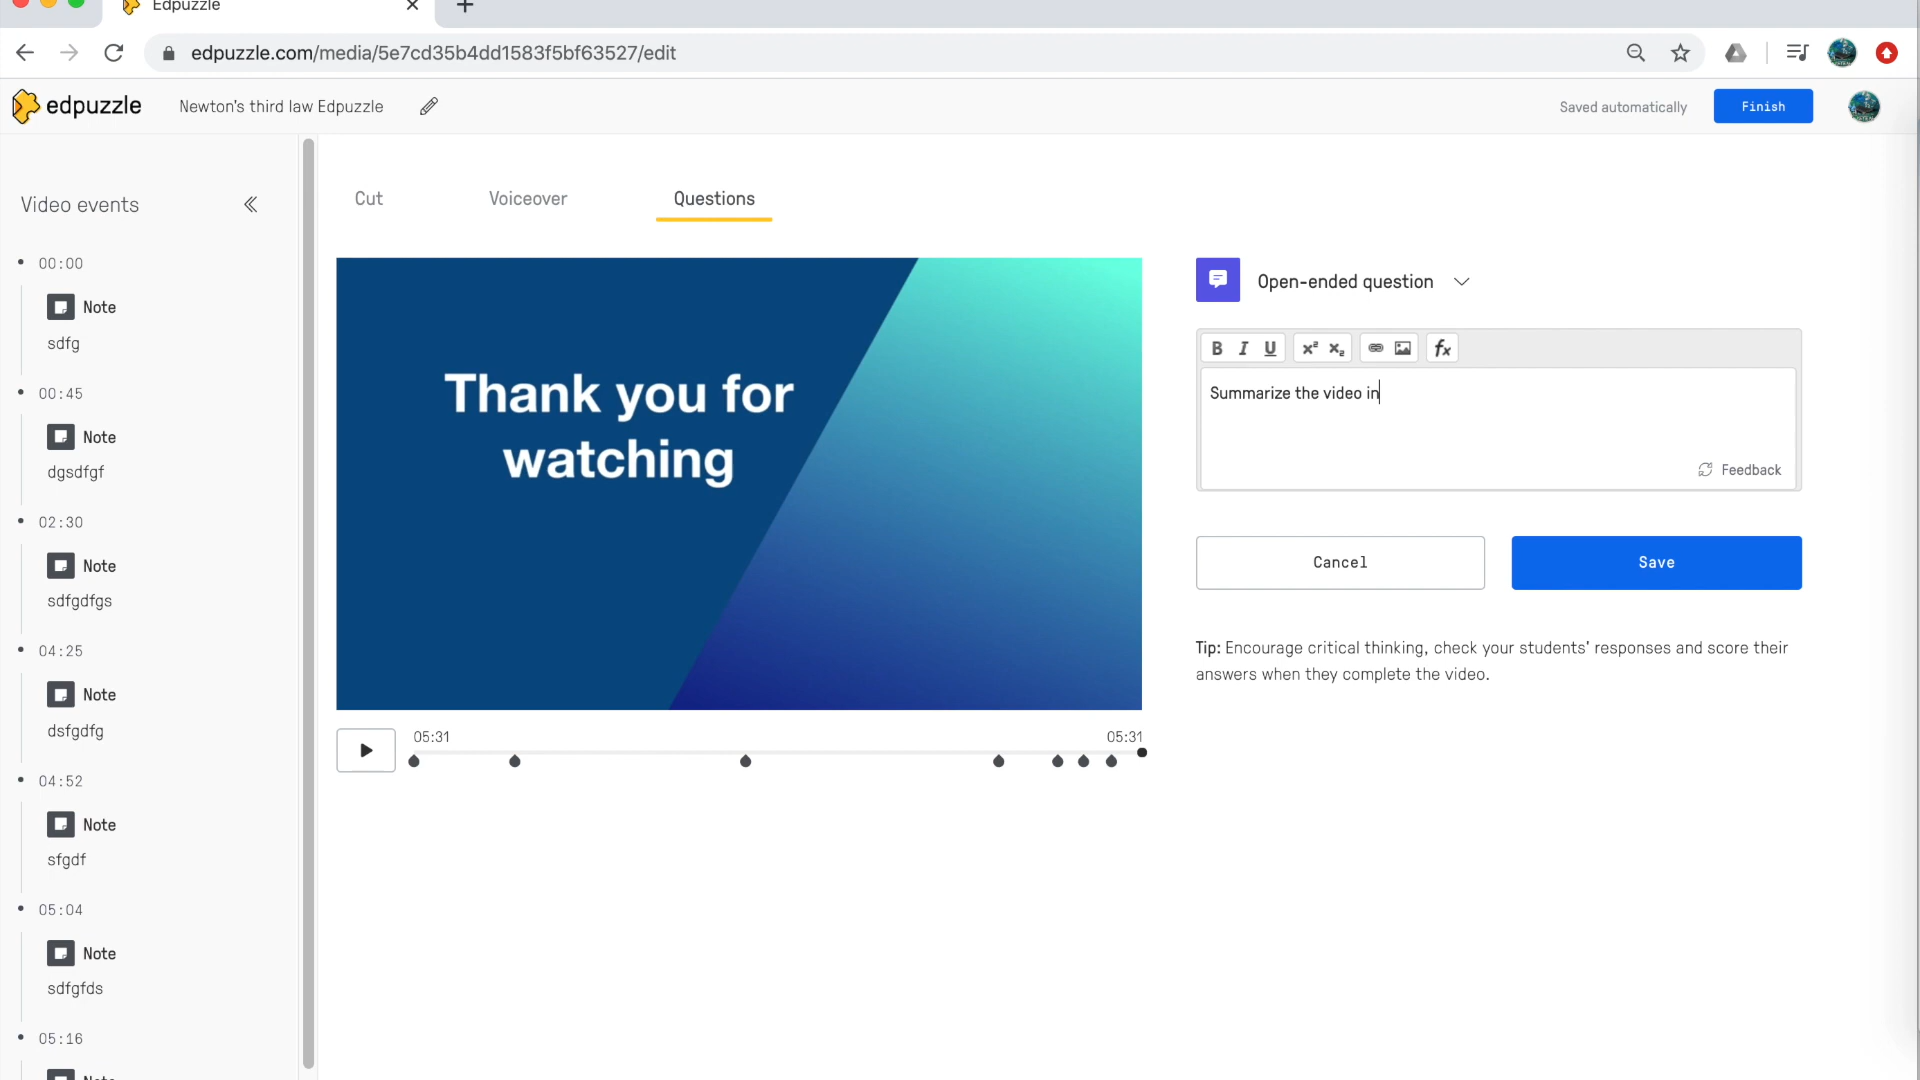 Edpuzzle
edpuzzle.com/media/5e7cd35b4dd1583f5bf63527/edit
edpuzzle
Newton's third law Edpuzzle
Saved automatically
Finish
Video events
00:00
Note
sdfg
00:45
Note
dgsdfgf
02:30
Note
sdfgdfgs
04:25
Note
dsfgdfg
04:52
Note
sfgdf
05:04
Note
sdfgfds
05:16
Cut
Voiceover
Questions
Thank you for
watching
05:31
05:31
Open-ended question
B I U x² x₂ fx
Summarize the video in
Feedback
Cancel
Save
Tip: Encourage critical thinking, check your students' responses and score their
answers when they complete the video.